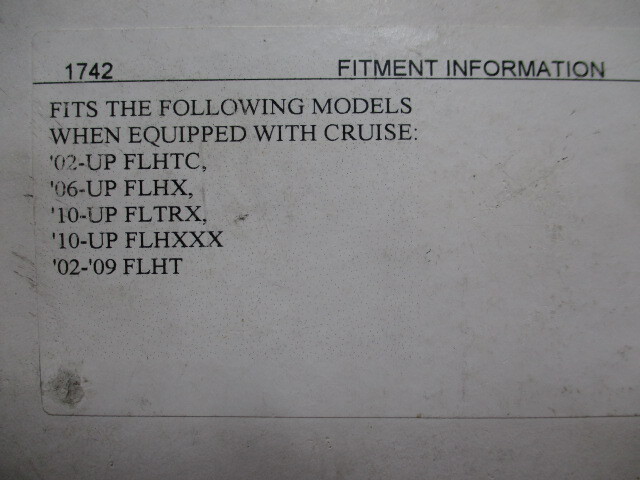 1742 FITMENT INFORMATION
FITS THE FOLLOWING MODELS
WHEN EQUIPPED WITH CRUISE:
'02-UP FLHTC,
'06-UP FLHX,
'10-UP FLTRX,
'10-UP FLHXXX
'02-'09 FLHT